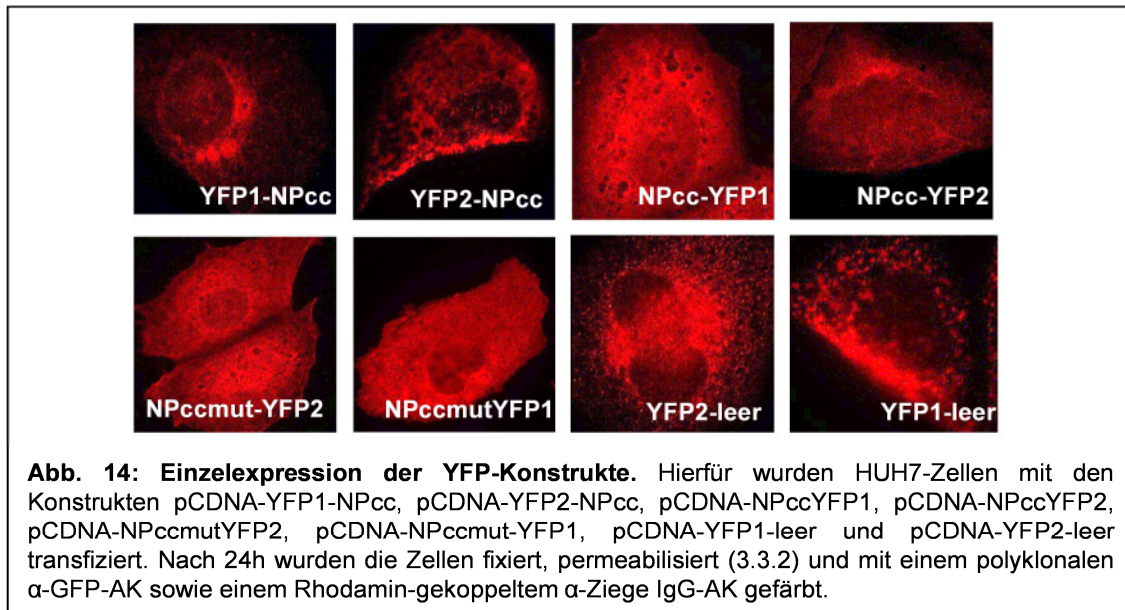 YFP1-NPcc
YFP2-NPcc
NPcc-YFP1
NPcc-YFP2
NPccmut-YFP2
NPccmutYFP1
YFP2-leer
YFP1-leer
Abb. 14: Einzelexpression der YFP-Konstrukte. Hierfür wurden HUH7-Zellen mit den
Konstrukten pCDNA-YFP1-NPcc, pCDNA-YFP2-NPcc, pCDNA-NPccYFP1, pCDNA-NPccYFP2,
pCDNA-NPccmutYFP2, pCDNA-NPccmut-YFP1, pCDNA-YFP1-leer und pCDNA-YFP2-leer
transfiziert. Nach 24h wurden die Zellen fixiert, permeabilisiert (3.3.2) und mit einem polyklonalen
α-GFP-AK sowie einem Rhodamin-gekoppeltem α-Ziege IgG-AK gefärbt.